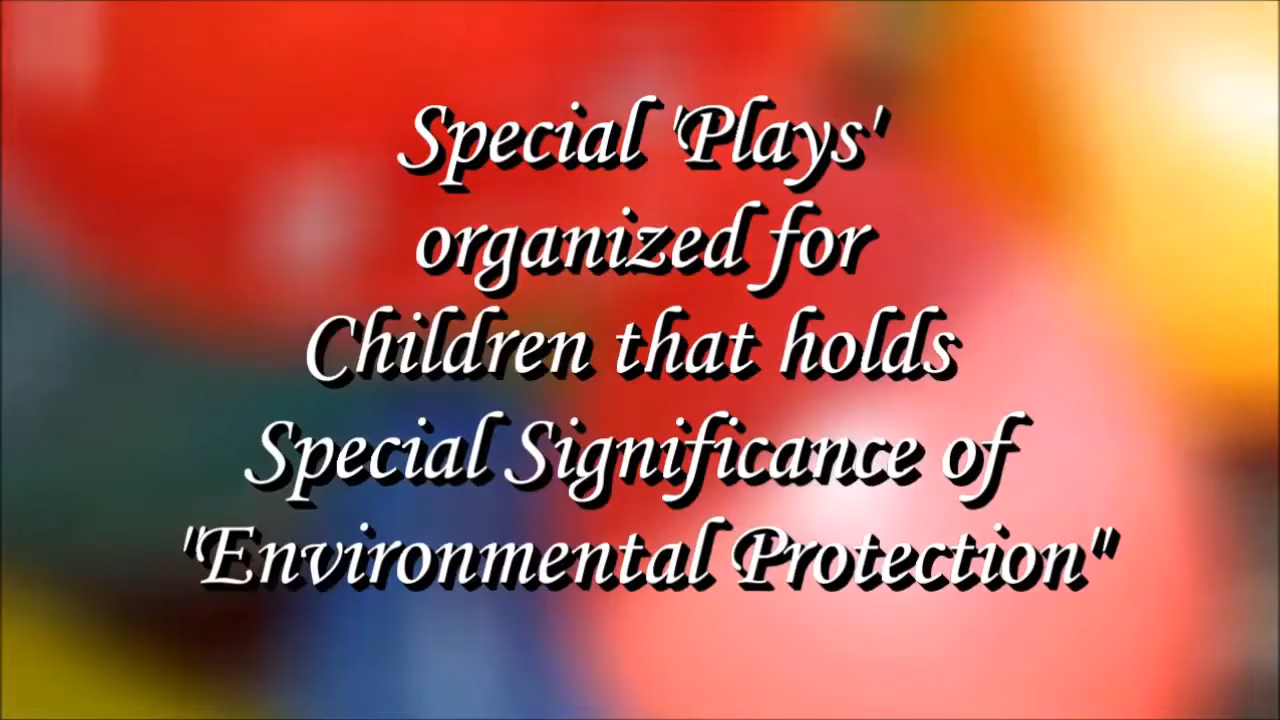 Special 'Plays'
organized for
Children that holds
Special Significance of
"Environmental Protection"